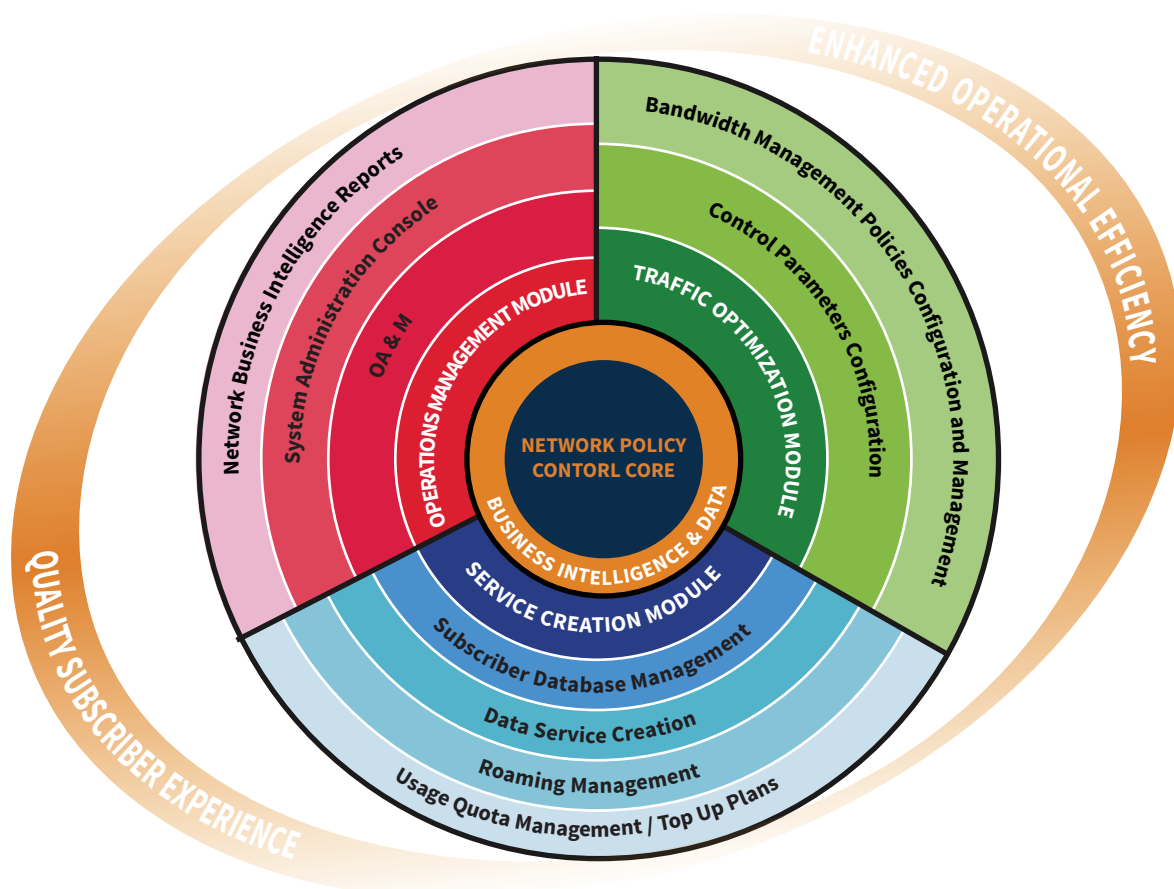 ENHANCED OPERATIONAL EFFICIENCY
QUALITY SUBSCRIBER EXPERIENCE
Network Business Intelligence Reports
System Administration Console
OA & M
OPERATIONS MANAGEMENT MODULE
Bandwidth Management Policies Configuration and Management
Control Parameters Configuration
TRAFFIC OPTIMIZATION MODULE
NETWORK POLICY
CONTORL CORE
BUSINESS INTELLIGENCE & DATA
SERVICE CREATION MODULE
Subscriber Database Management
Data Service Creation
Roaming Management
Usage Quota Management / Top Up Plans